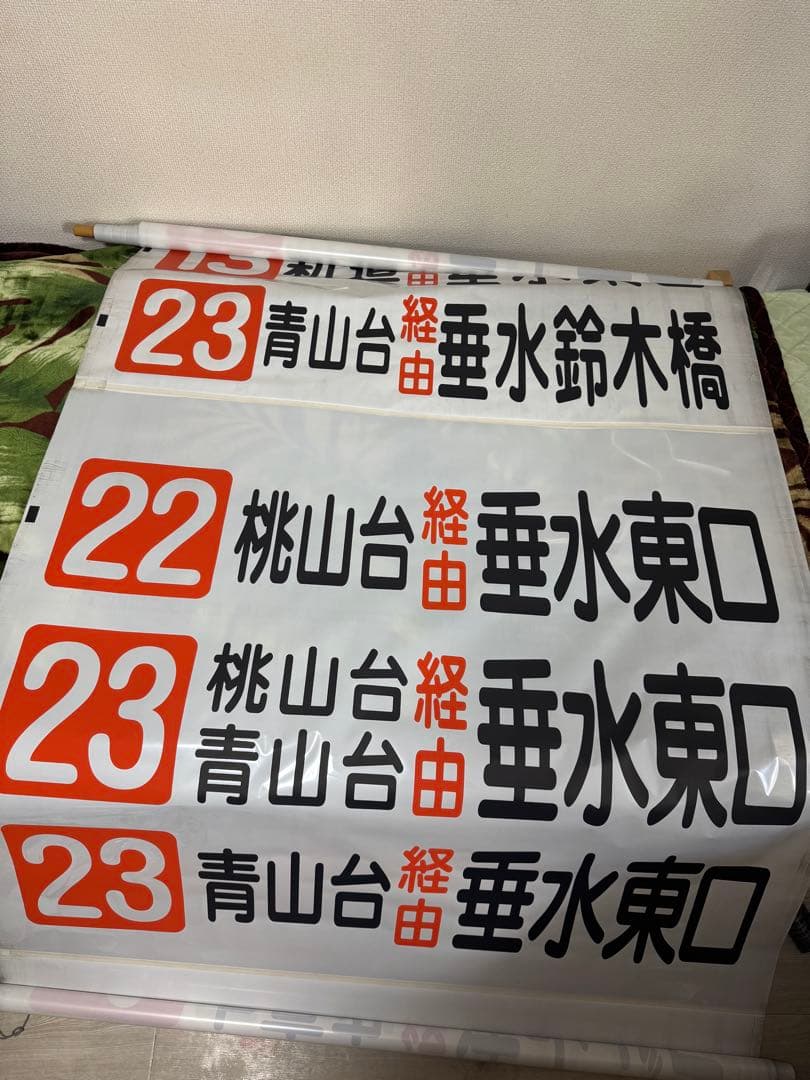 23 青山台 経由 垂水鈴木橋
22 桃山台 経由 垂水東口
23 桃山台 青山台 経由 垂水東口
23 青山台 経由 垂水東口